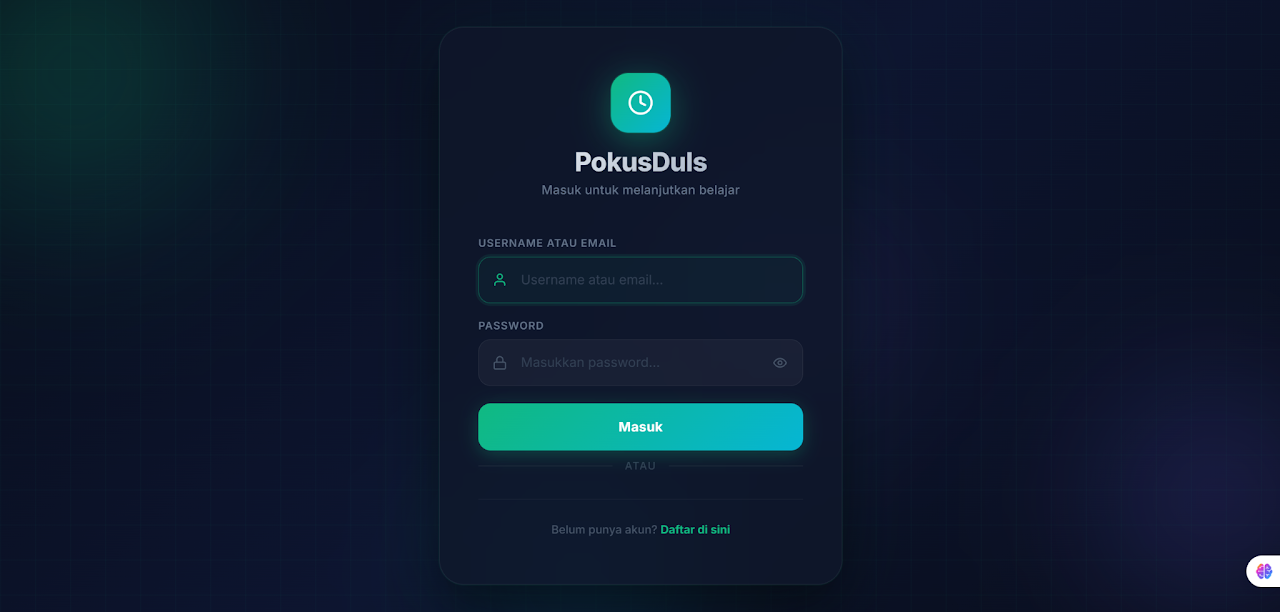 PokusDuls
Masuk untuk melanjutkan belajar
USERNAME ATAU EMAIL
Username atau email...
PASSWORD
Masukkan password...
Masuk
ATAU
Belum punya akun? Daftar di sini